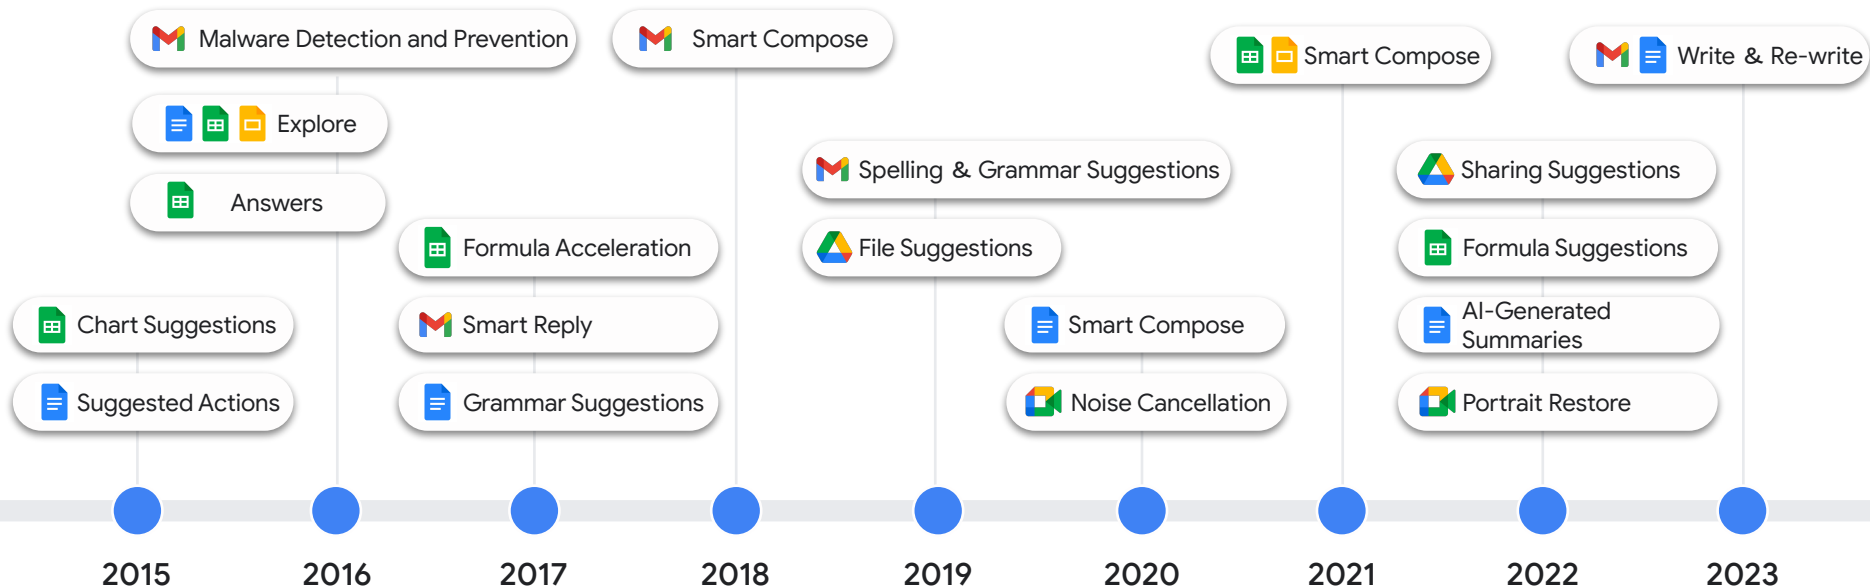 Malware Detection and Prevention
Smart Compose
Smart Compose
Write & Re-write
Explore
Spelling & Grammar Suggestions
Sharing Suggestions
Answers
Formula Acceleration
File Suggestions
Formula Suggestions
Chart Suggestions
Smart Reply
Smart Compose
AI-Generated
Summaries
Suggested Actions
Grammar Suggestions
Noise Cancellation
Portrait Restore
2015
2016
2017
2018
2019
2020
2021
2022
2023